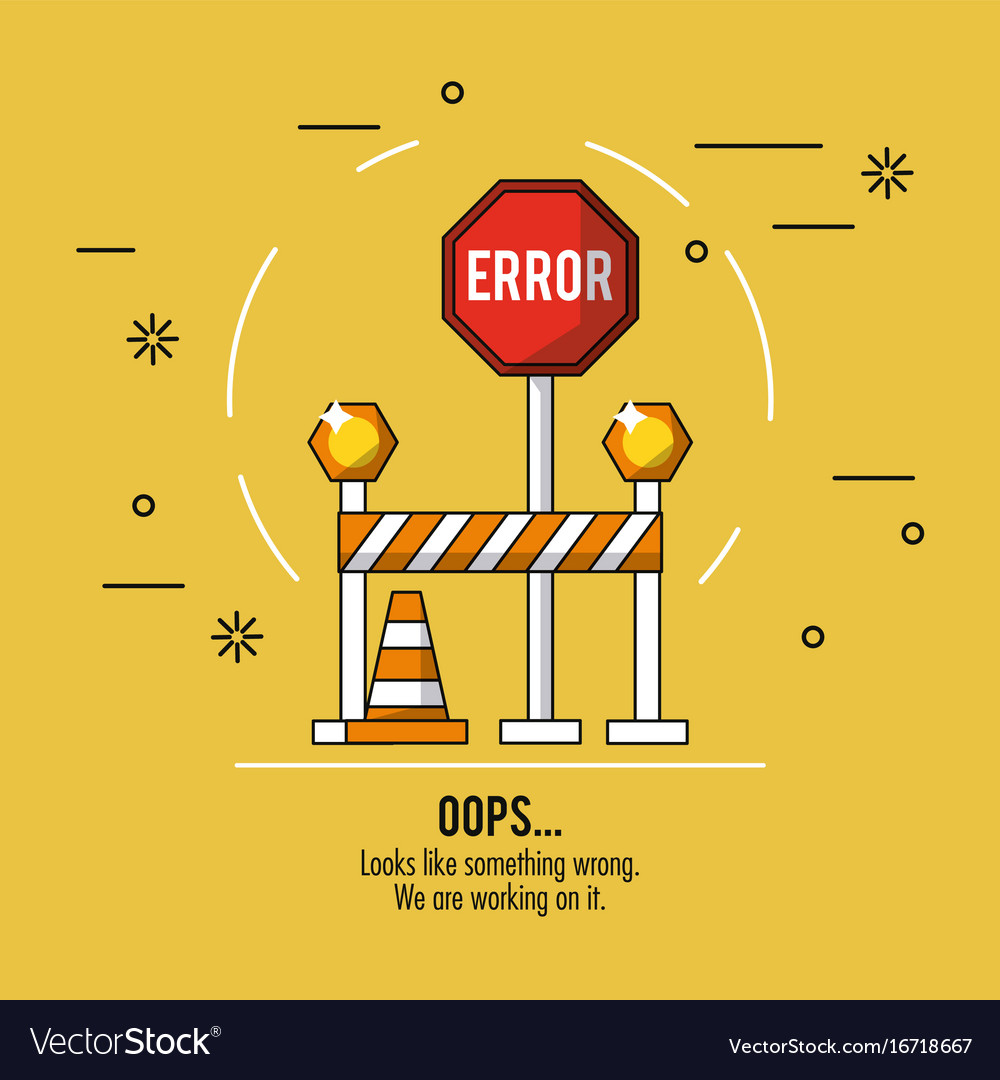 ERROR
OOPS...
Looks like something wrong.
We are working on it.
VectorStock®
VectorStock.com/16718667